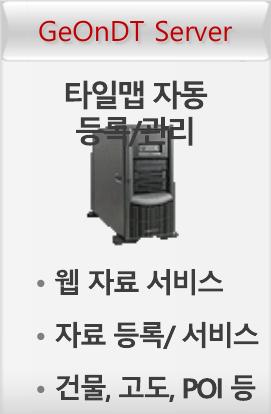 GeOnDT Server
타일맵 자동
등록/관리
• 웹 자료 서비스
• 자료 등록/ 서비스
• 건물, 고도, POI 등